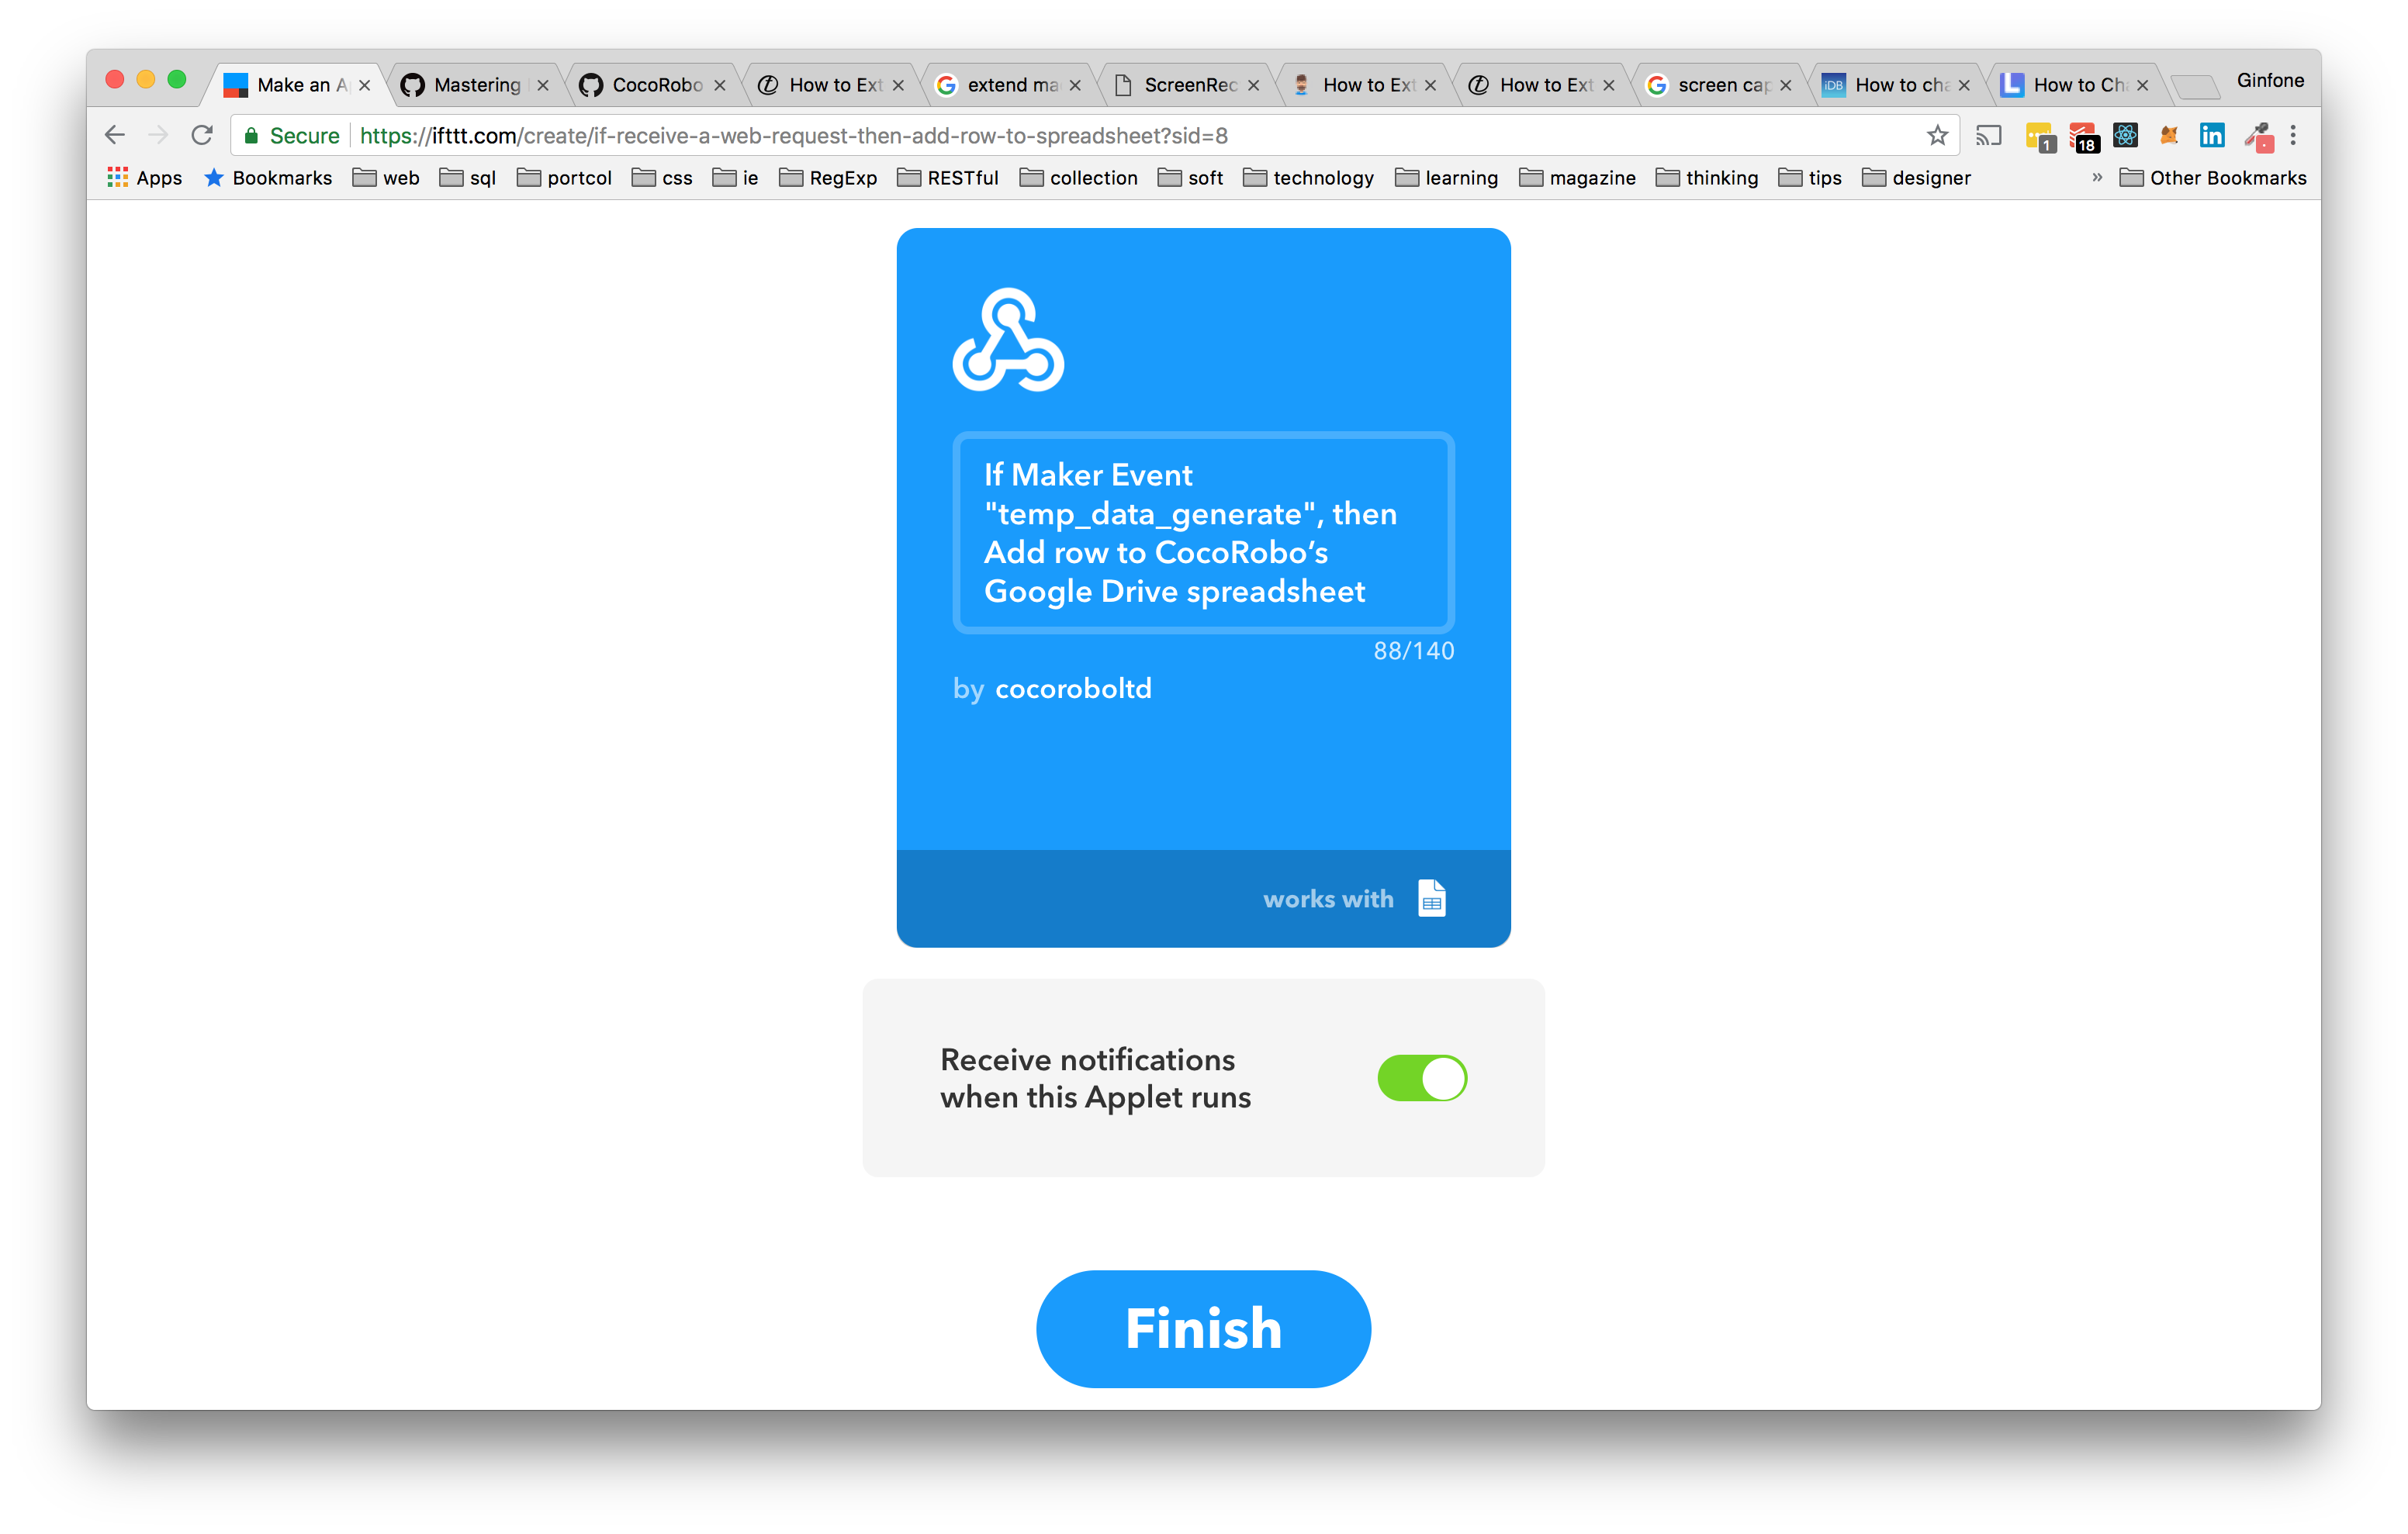 Make an A
Mastering
CocoRobo
How to Ext
extend ma
ScreenRec
How to Ext
How to Ext
screen cap
How to cha
How to Cha
Ginfone
Secure
https://ifttt.com/create/if-receive-a-web-request-then-add-row-to-spreadsheet?sid=8
1
18
in
Apps
Bookmarks
web
sql
portcol
css
ie
RegExp
RESTful
collection
soft
technology
learning
magazine
thinking
tips
designer
»
Other Bookmarks
If Maker Event
"temp_data_generate", then
Add row to CocoRobo’s
Google Drive spreadsheet
88/140
by cocoroboltd
works with
Receive notifications
when this Applet runs
Finish